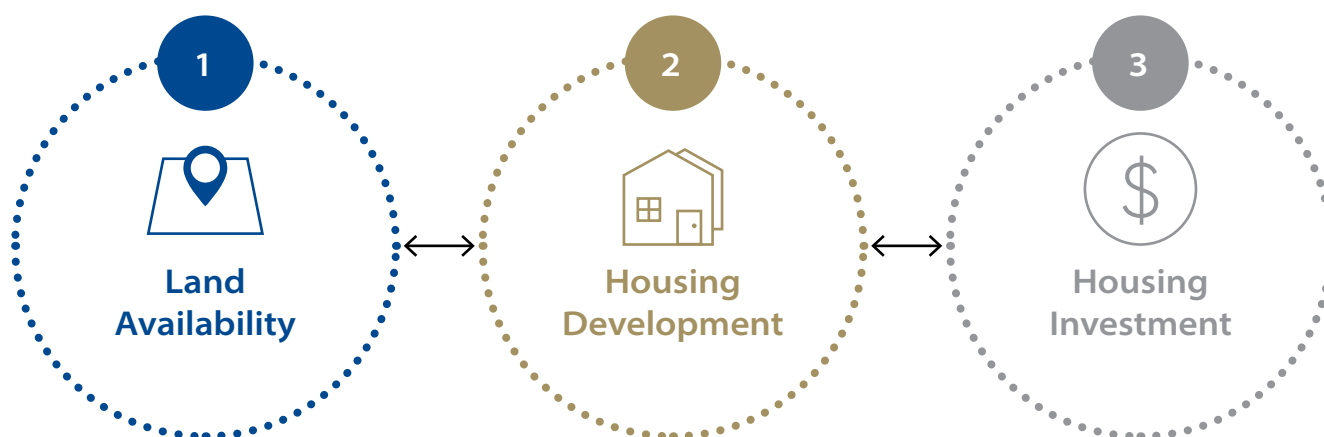 1
Land
Availability
2
Housing
Development
3
$
Housing
Investment